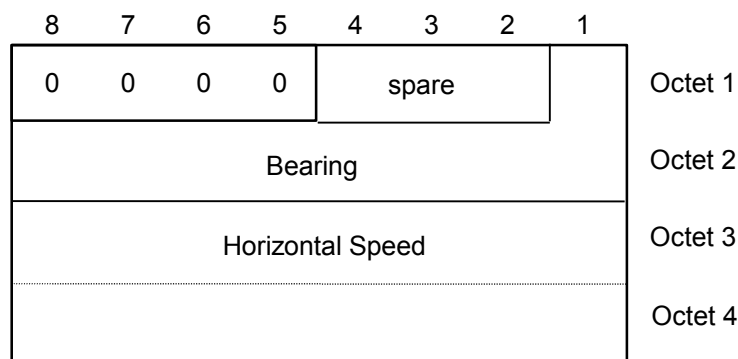 8 7 6 5 4 3 2 1
0 0 0 0 spare Octet 1
Bearing Octet 2
Horizontal Speed Octet 3
Octet 4